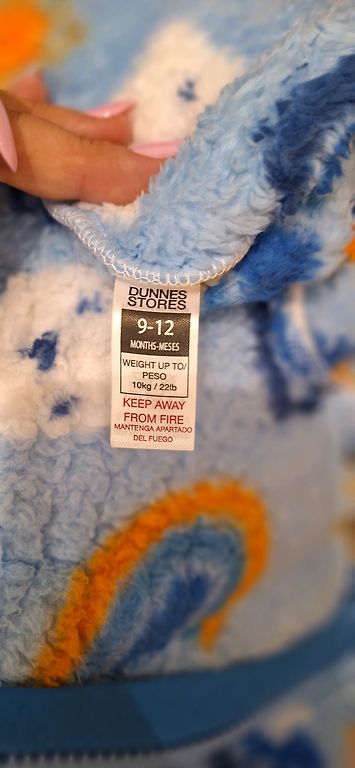 DUNNES
STORES
9-12
MONTHS-MESES
WEIGHT UP TO/
PESO
10kg / 22lb
KEEP AWAY
FROM FIRE
MANTENGA APARTADO
DEL FUEGO